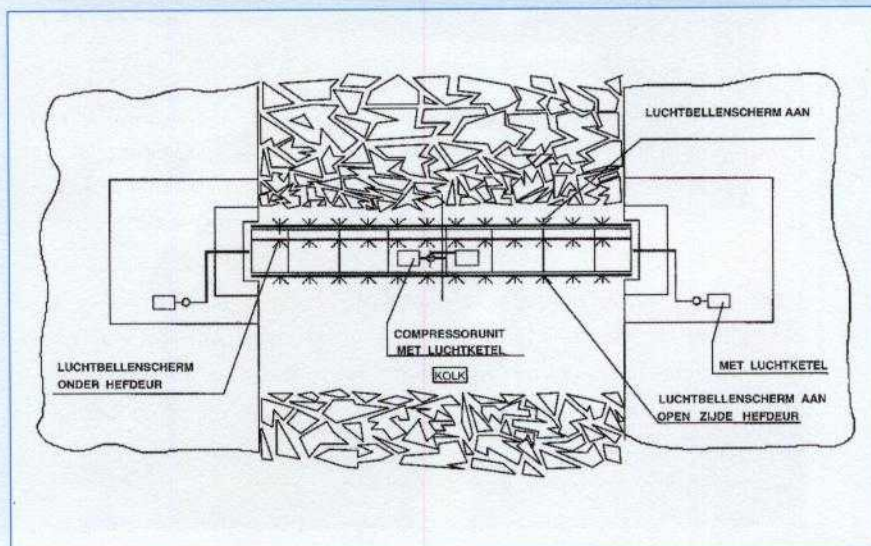 LUCHTBELLENSCHERM AAN
COMPRESSORUNIT
MET LUCHTKETEL
LUCHTBELLENSCHERM
ONDER HEFDEUR
MET LUCHTKETEL
KOLK
LUCHTBELLENSCHERM AAN
OPEN ZIJDE HEFDEUR